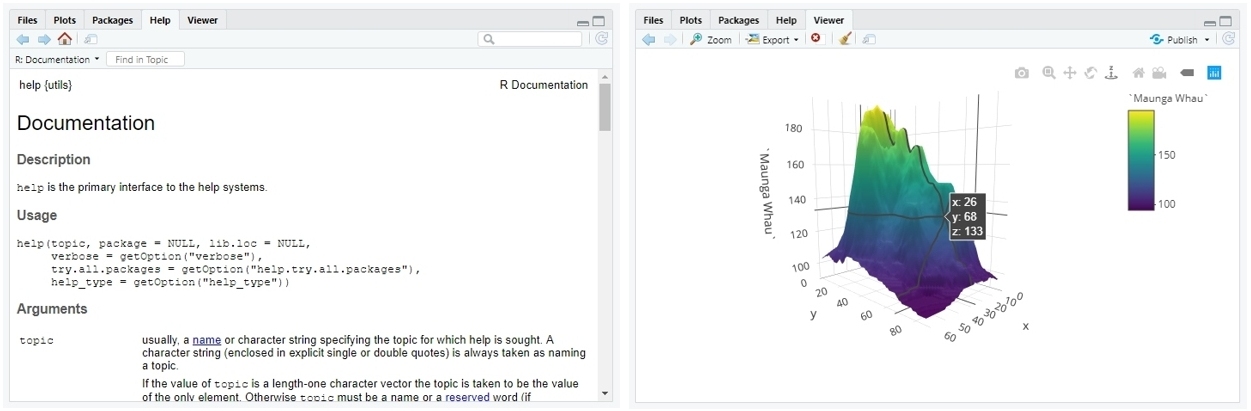 Files Plots Packages Help Viewer
R: Documentation Find in Topic
help {utils} R Documentation
Documentation
Description
help is the primary interface to the help systems.
Usage
help(topic, package = NULL, lib.loc = NULL,
verbose = getOption("verbose"),
try.all.packages = getOption("help.try.all.packages"),
help_type = getOption("help_type"))
Arguments
topic usually, a name or character string specifying the topic for which help is sought. A
character string (enclosed in explicit single or double quotes) is always taken as naming
a topic.
If the value of topic is a length-one character vector the topic is taken to be the value
of the only element. Otherwise topic must be a name or a reserved word (if
Files Plots Packages Help Viewer
Zoom Export Publish
`Maunga Whau`
150
100
`Maunga Whau`
180
160
140
120
100
x: 26
y: 68
z: 133
0
20
40
60
80
y
0
10
20
30
40
50
60
x